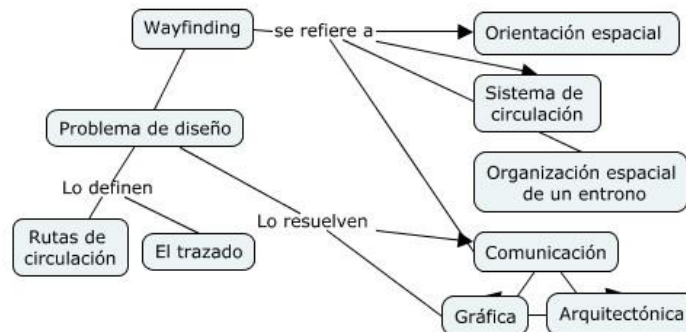 Wayfinding
se refiere a
Orientación espacial
Sistema de
circulación
Problema de diseño
Organización espacial
de un entrono
Lo definen
Lo resuelven
Rutas de
circulación
El trazado
Comunicación
Gráfica
Arquitectónica